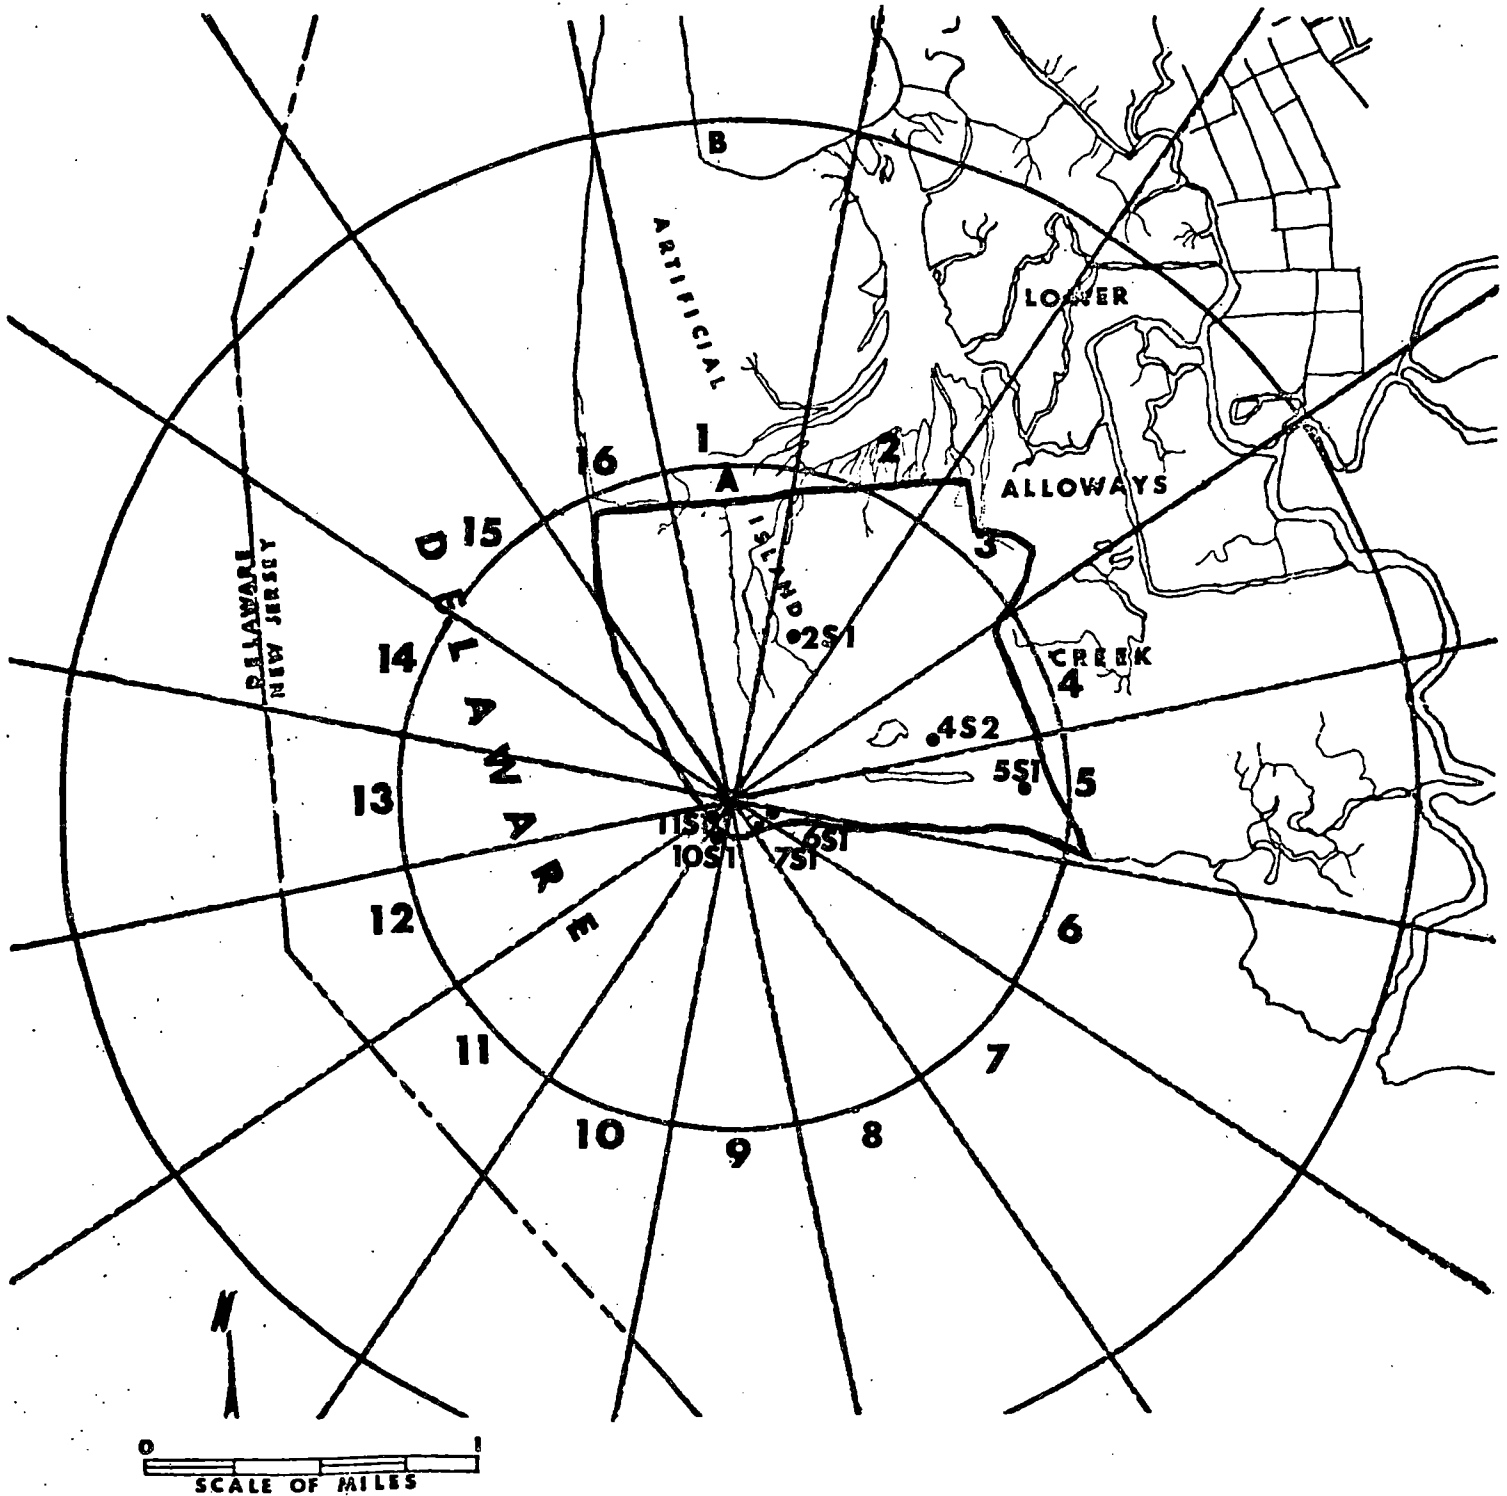 B
ARTIFICIAL
LOWER
1
2
16
A
ALLOWAYS
15
D
ISLAND
3
E
DELAWARE
NEW JERSEY
2S1
14
L
CREEK
4
A
4S2
W
5S1
5
13
A
11S1
6S1
10S1
7S1
R
12
E
6
11
7
10
9
8
N
0 1
SCALE OF MILES